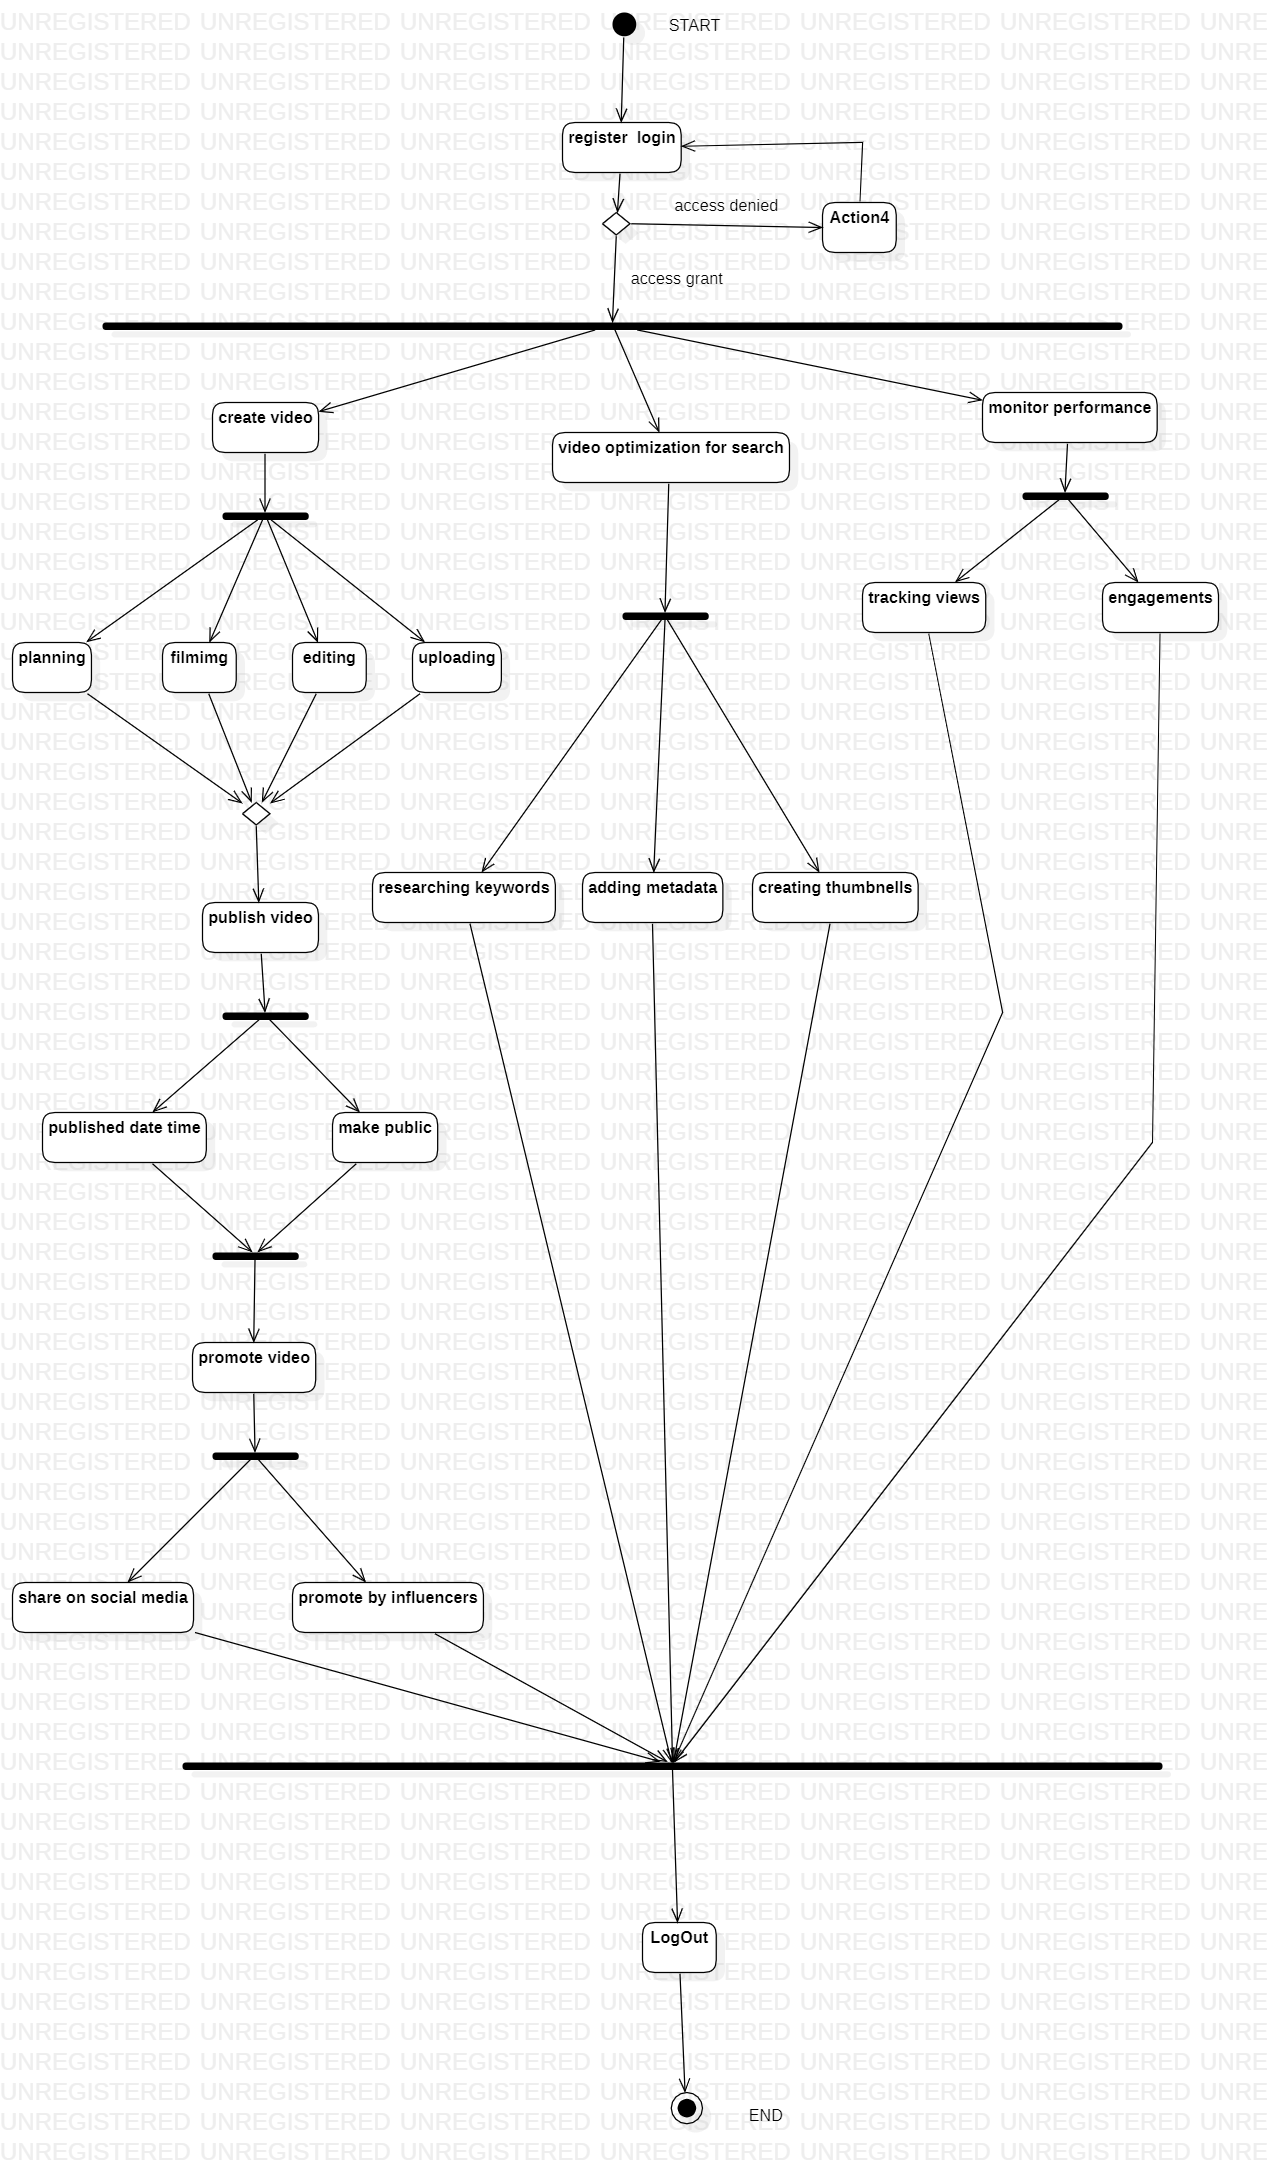 START
register  login
access denied
Action4
access grant
create video
monitor performance
video optimization for search
tracking views
engagements
planning
filmimg
editing
uploading
researching keywords
adding metadata
creating thumbnells
publish video
published date time
make public
promote video
share on social media
promote by influencers
LogOut
END
UNREGISTERED